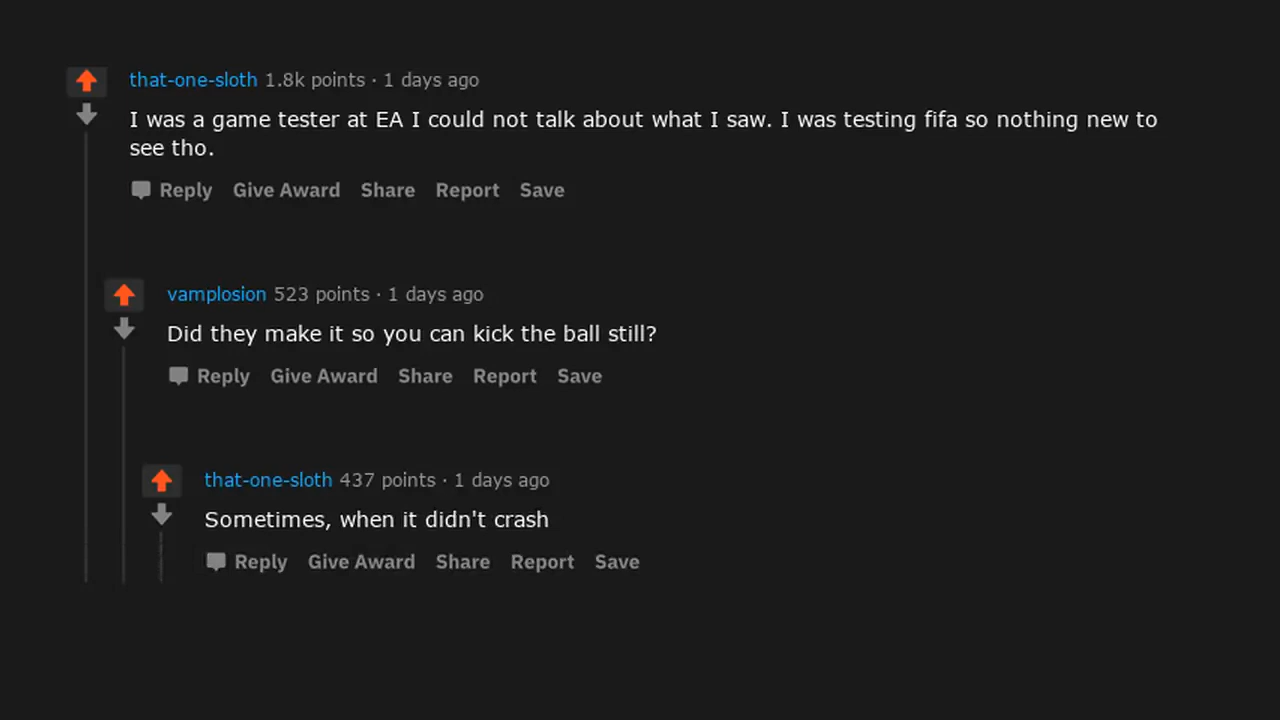 that-one-sloth 1.8k points · 1 days ago
I was a game tester at EA I could not talk about what I saw. I was testing fifa so nothing new to
see tho.
Reply Give Award Share Report Save
vamplosion 523 points · 1 days ago
Did they make it so you can kick the ball still?
Reply Give Award Share Report Save
that-one-sloth 437 points · 1 days ago
Sometimes, when it didn't crash
Reply Give Award Share Report Save